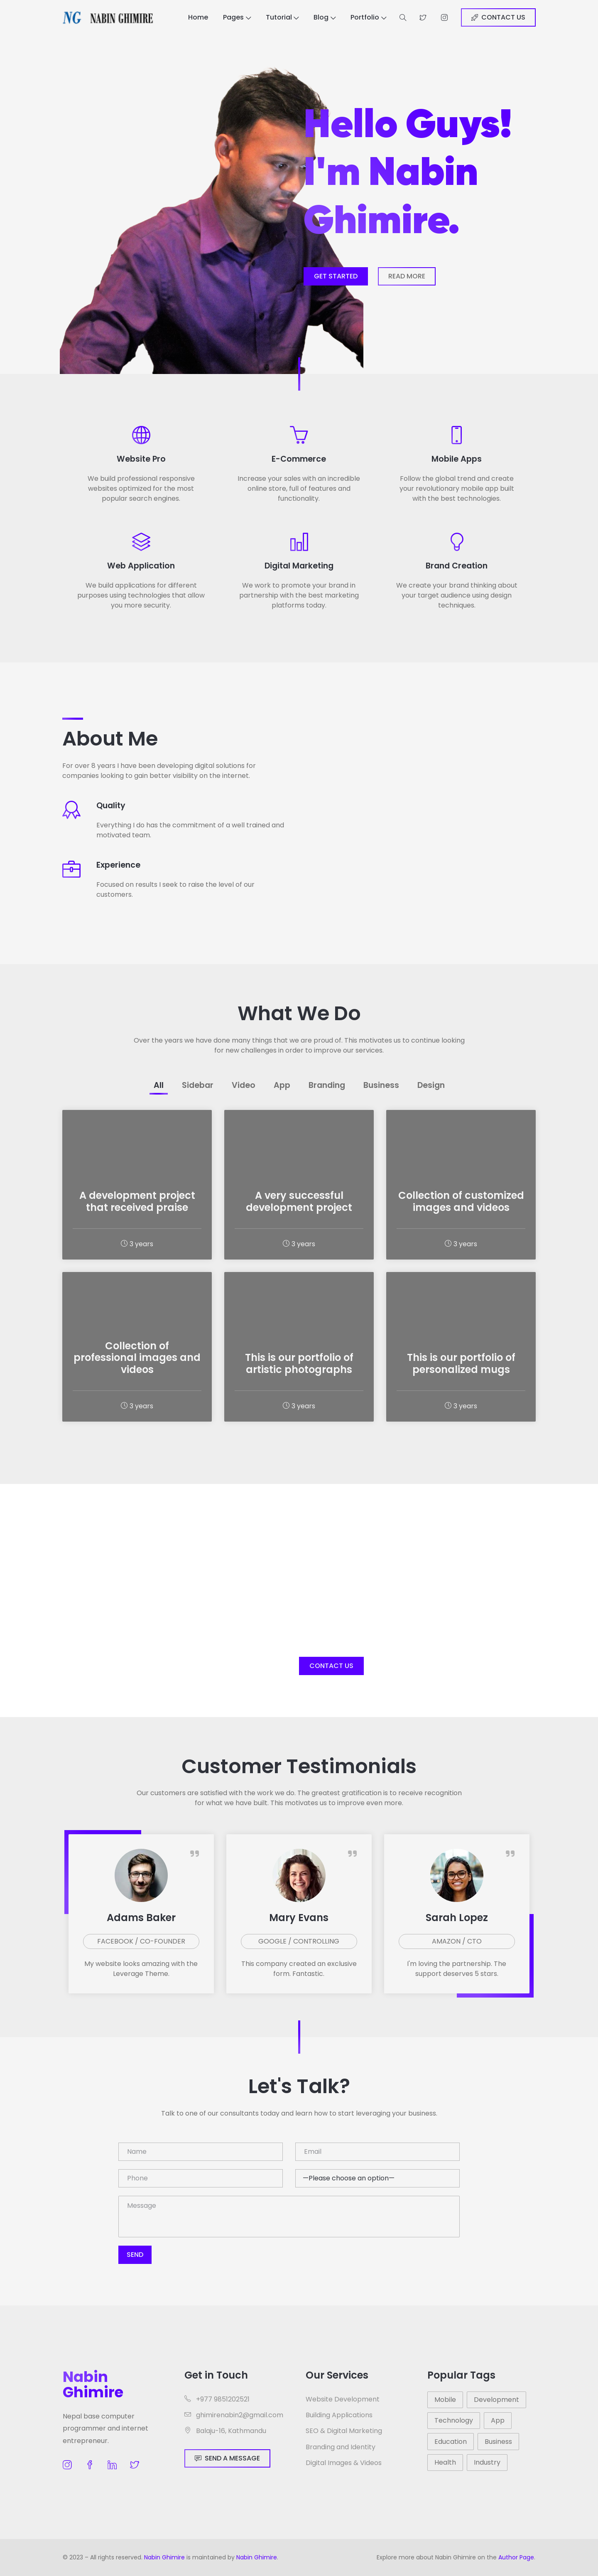 NG NABIN GHIMIRE
Home Pages Tutorial Blog Portfolio CONTACT US
Hello Guys!
I'm Nabin
Ghimire.
GET STARTED READ MORE
Website Pro
We build professional responsive
websites optimized for the most
popular search engines.
E-Commerce
Increase your sales with an incredible
online store, full of features and
functionality.
Mobile Apps
Follow the global trend and create
your revolutionary mobile app built
with the best technologies.
Web Application
We build applications for different
purposes using technologies that allow
you more security.
Digital Marketing
We work to promote your brand in
partnership with the best marketing
platforms today.
Brand Creation
We create your brand thinking about
your target audience using design
techniques.
About Me
For over 8 years I have been developing digital solutions for
companies looking to gain better visibility on the internet.
Quality
Everything I do has the commitment of a well trained and
motivated team.
Experience
Focused on results I seek to raise the level of our
customers.
What We Do
Over the years we have done many things that we are proud of. This motivates us to continue looking
for new challenges in order to improve our services.
All Sidebar Video App Branding Business Design
A development project
that received praise
3 years
A very successful
development project
3 years
Collection of customized
images and videos
3 years
Collection of
professional images and
videos
3 years
This is our portfolio of
artistic photographs
3 years
This is our portfolio of
personalized mugs
3 years
CONTACT US
Customer Testimonials
Our customers are satisfied with the work we do. The greatest gratification is to receive recognition
for what we have built. This motivates us to improve even more.
Adams Baker
FACEBOOK / CO-FOUNDER
My website looks amazing with the
Leverage Theme.
Mary Evans
GOOGLE / CONTROLLING
This company created an exclusive
form. Fantastic.
Sarah Lopez
AMAZON / CTO
I'm loving the partnership. The
support deserves 5 stars.
Let's Talk?
Talk to one of our consultants today and learn how to start leveraging your business.
Name Email
Phone —Please choose an option—
Message
SEND
Nabin
Ghimire
Nepal base computer
programmer and internet
entrepreneur.
Get in Touch
+977 9851202521
ghimirenabin2@gmail.com
Balaju-16, Kathmandu
SEND A MESSAGE
Our Services
Website Development
Building Applications
SEO & Digital Marketing
Branding and Identity
Digital Images & Videos
Popular Tags
Mobile Development
Technology App
Education Business
Health Industry
© 2023 – All rights reserved. Nabin Ghimire is maintained by Nabin Ghimire.
Explore more about Nabin Ghimire on the Author Page.